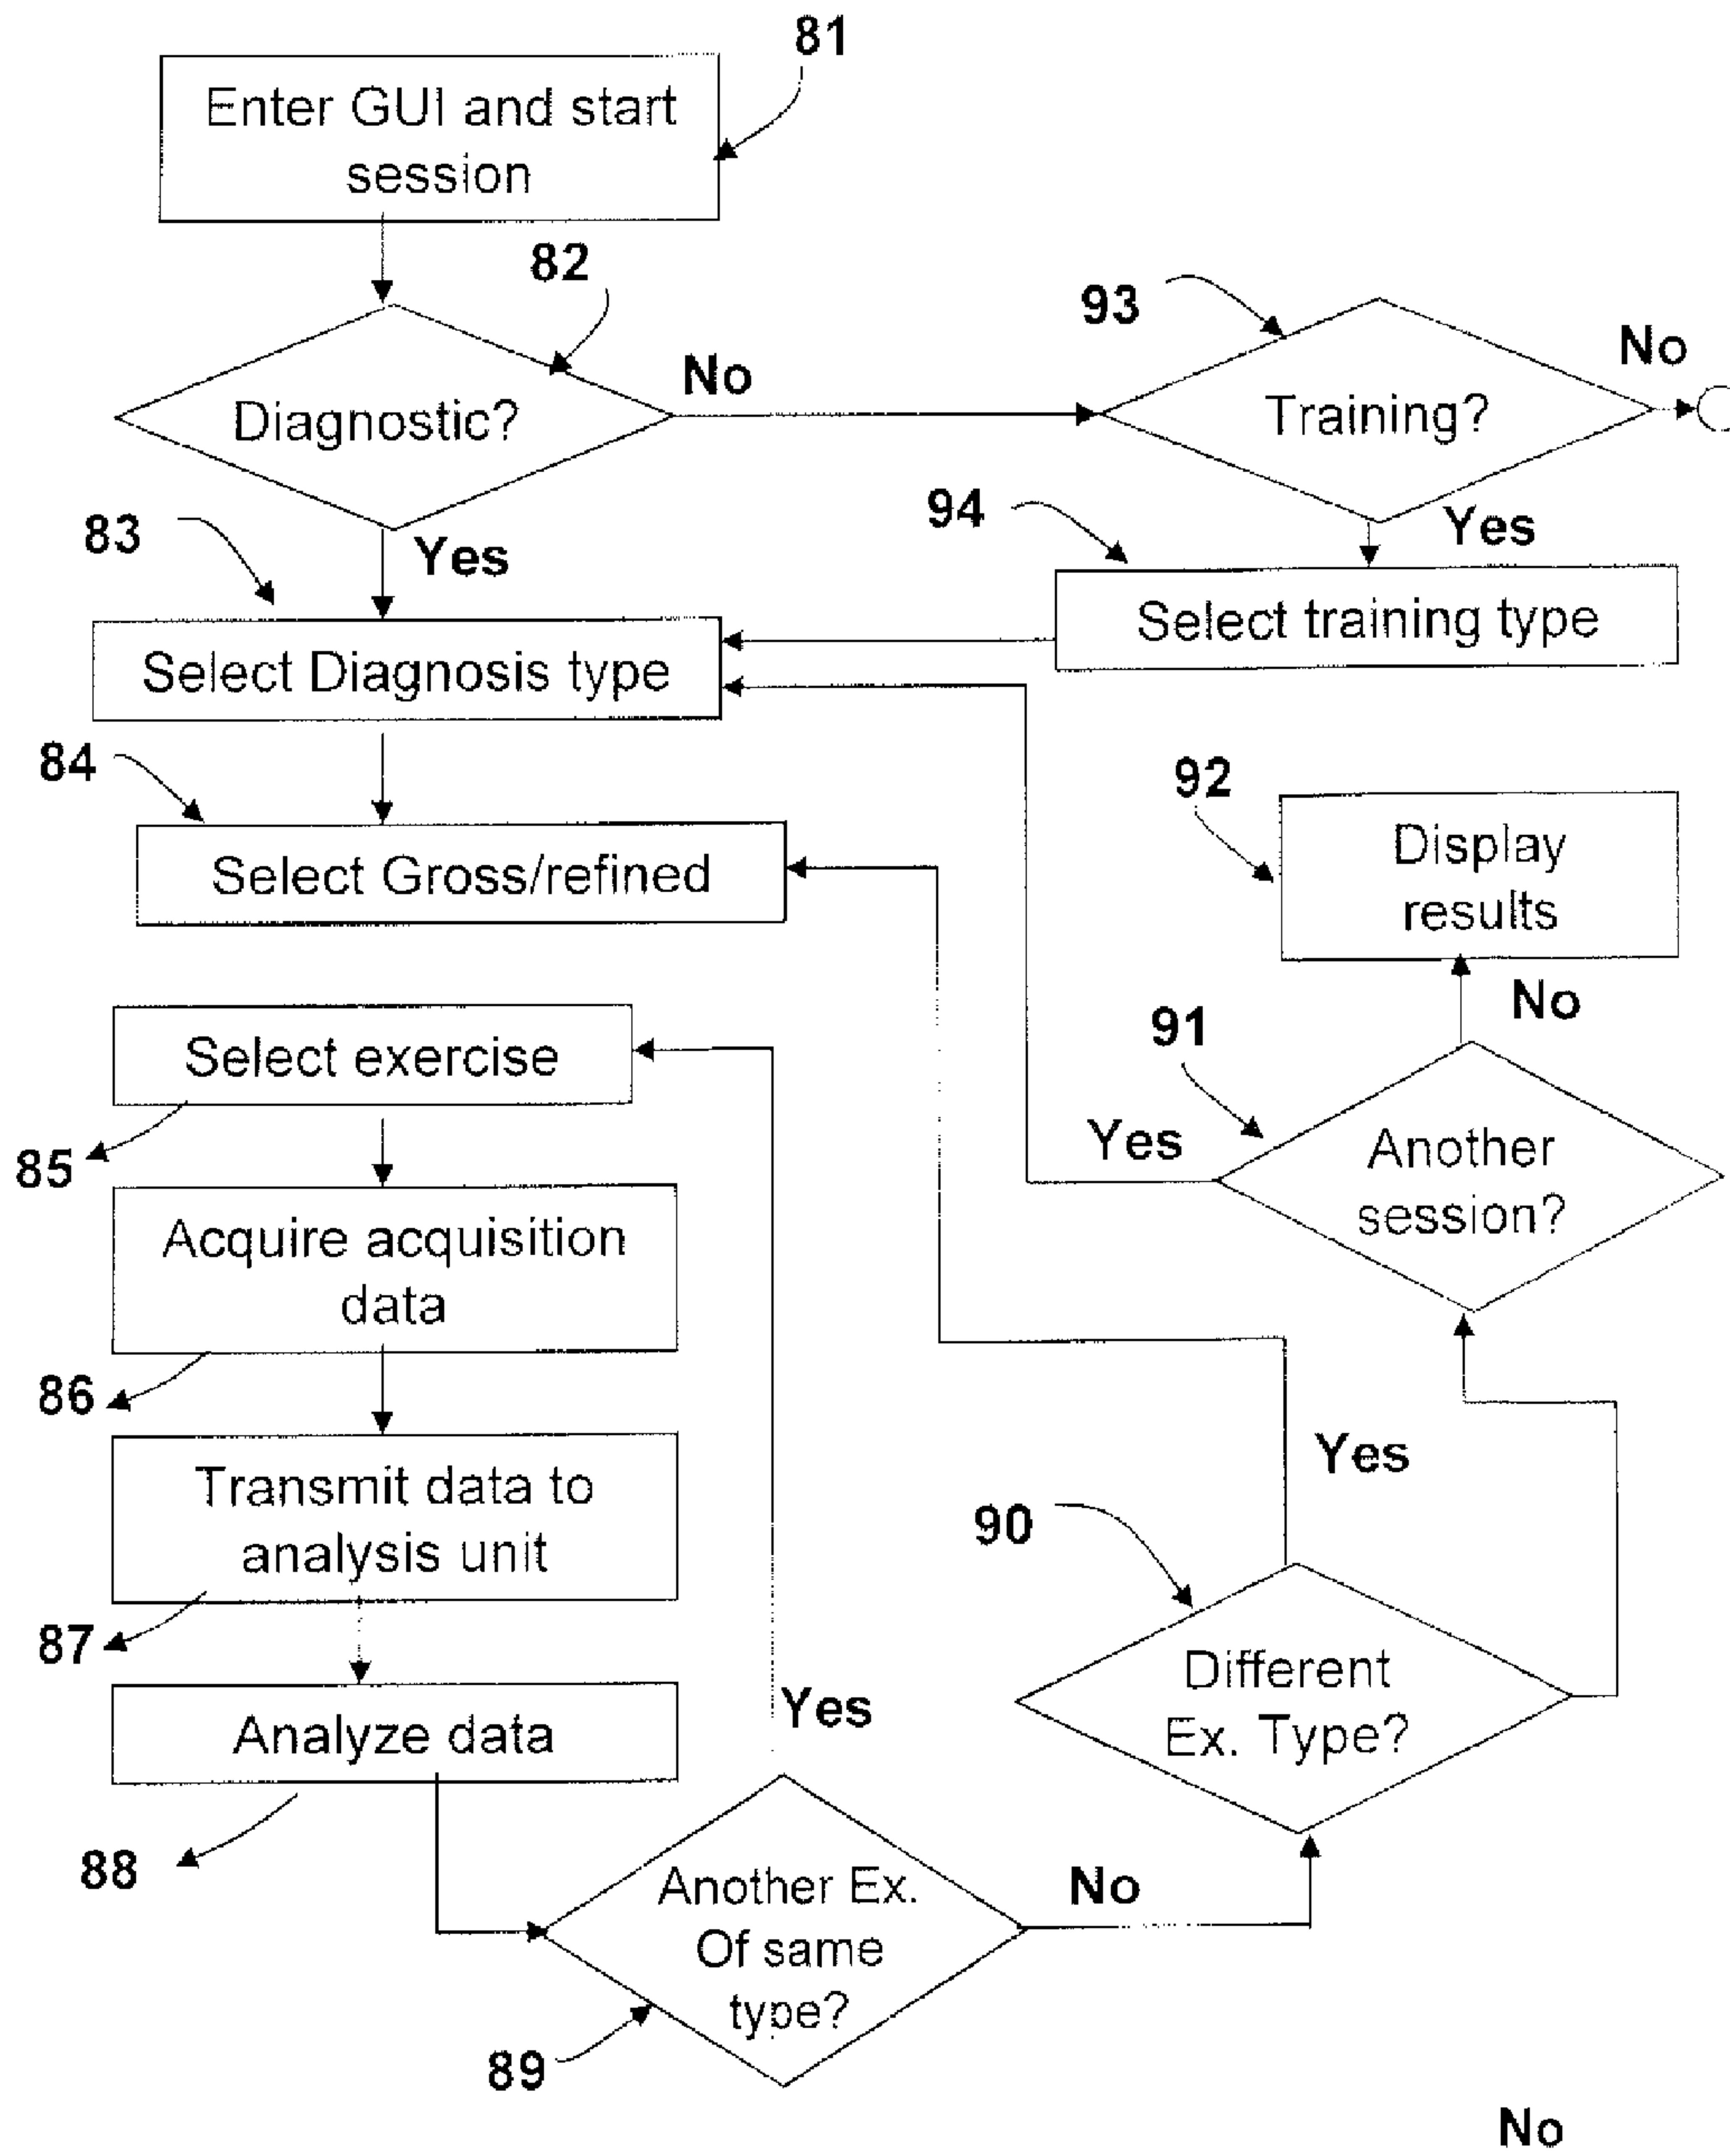 81
Enter GUI and start
session
82
Diagnostic?
No
93
Training?
No
83
Yes
94
Yes
Select training type
Select Diagnosis type
84
Select Gross/refined
92
Display
results
No
Select exercise
85
91
Another
session?
Yes
Acquire acquisition
data
86
Transmit data to
analysis unit
87
Yes
90
Different
Ex. Type?
Analyze data
88
Yes
Another Ex.
Of same
type?
No
89
No